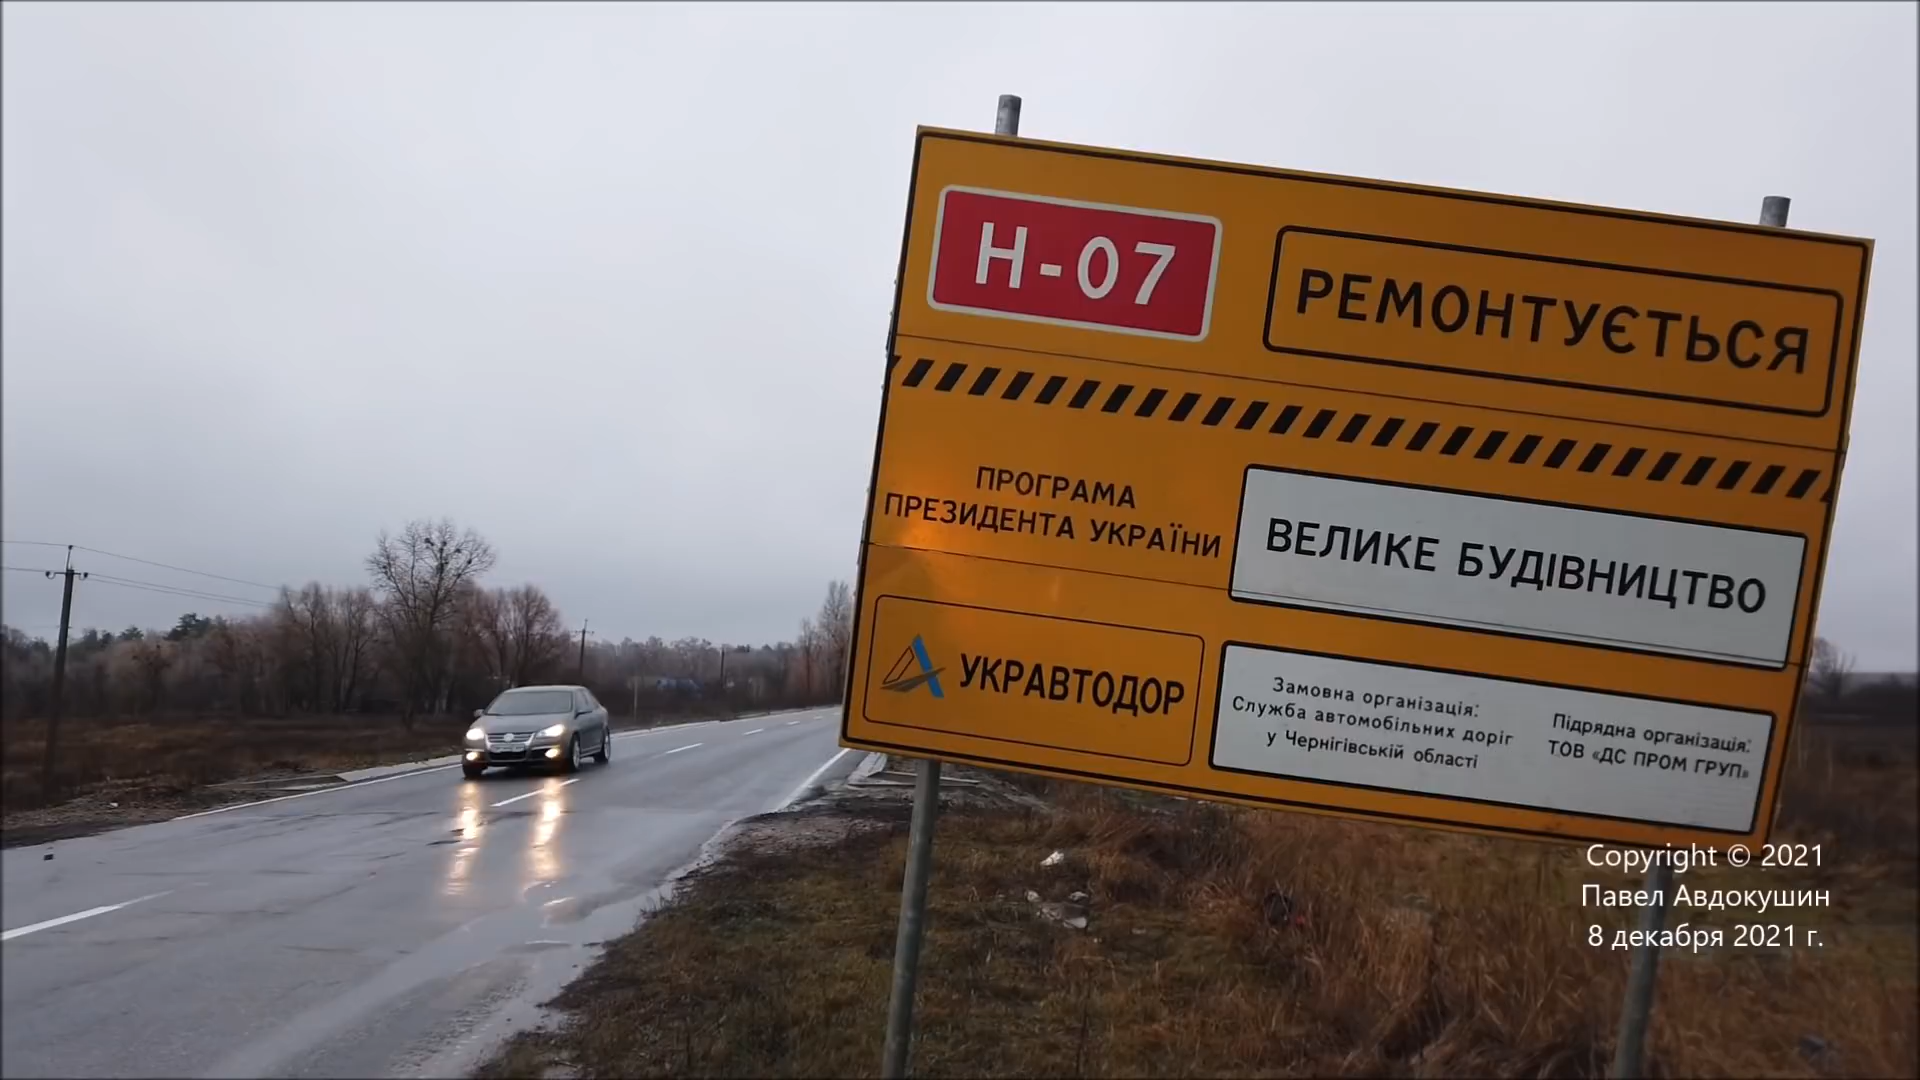 Н-07
РЕМОНТУЄТЬСЯ
ПРОГРАМА
ПРЕЗИДЕНТА УКРАЇНИ
ВЕЛИКЕ БУДІВНИЦТВО
УКРАВТОДОР
Замовна організація:
Служба автомобільних доріг
у Чернігівській області
Підрядна організація:
ТОВ «ДС ПРОМ ГРУП»
Copyright © 2021
Павел Авдокушин
8 декабря 2021 г.